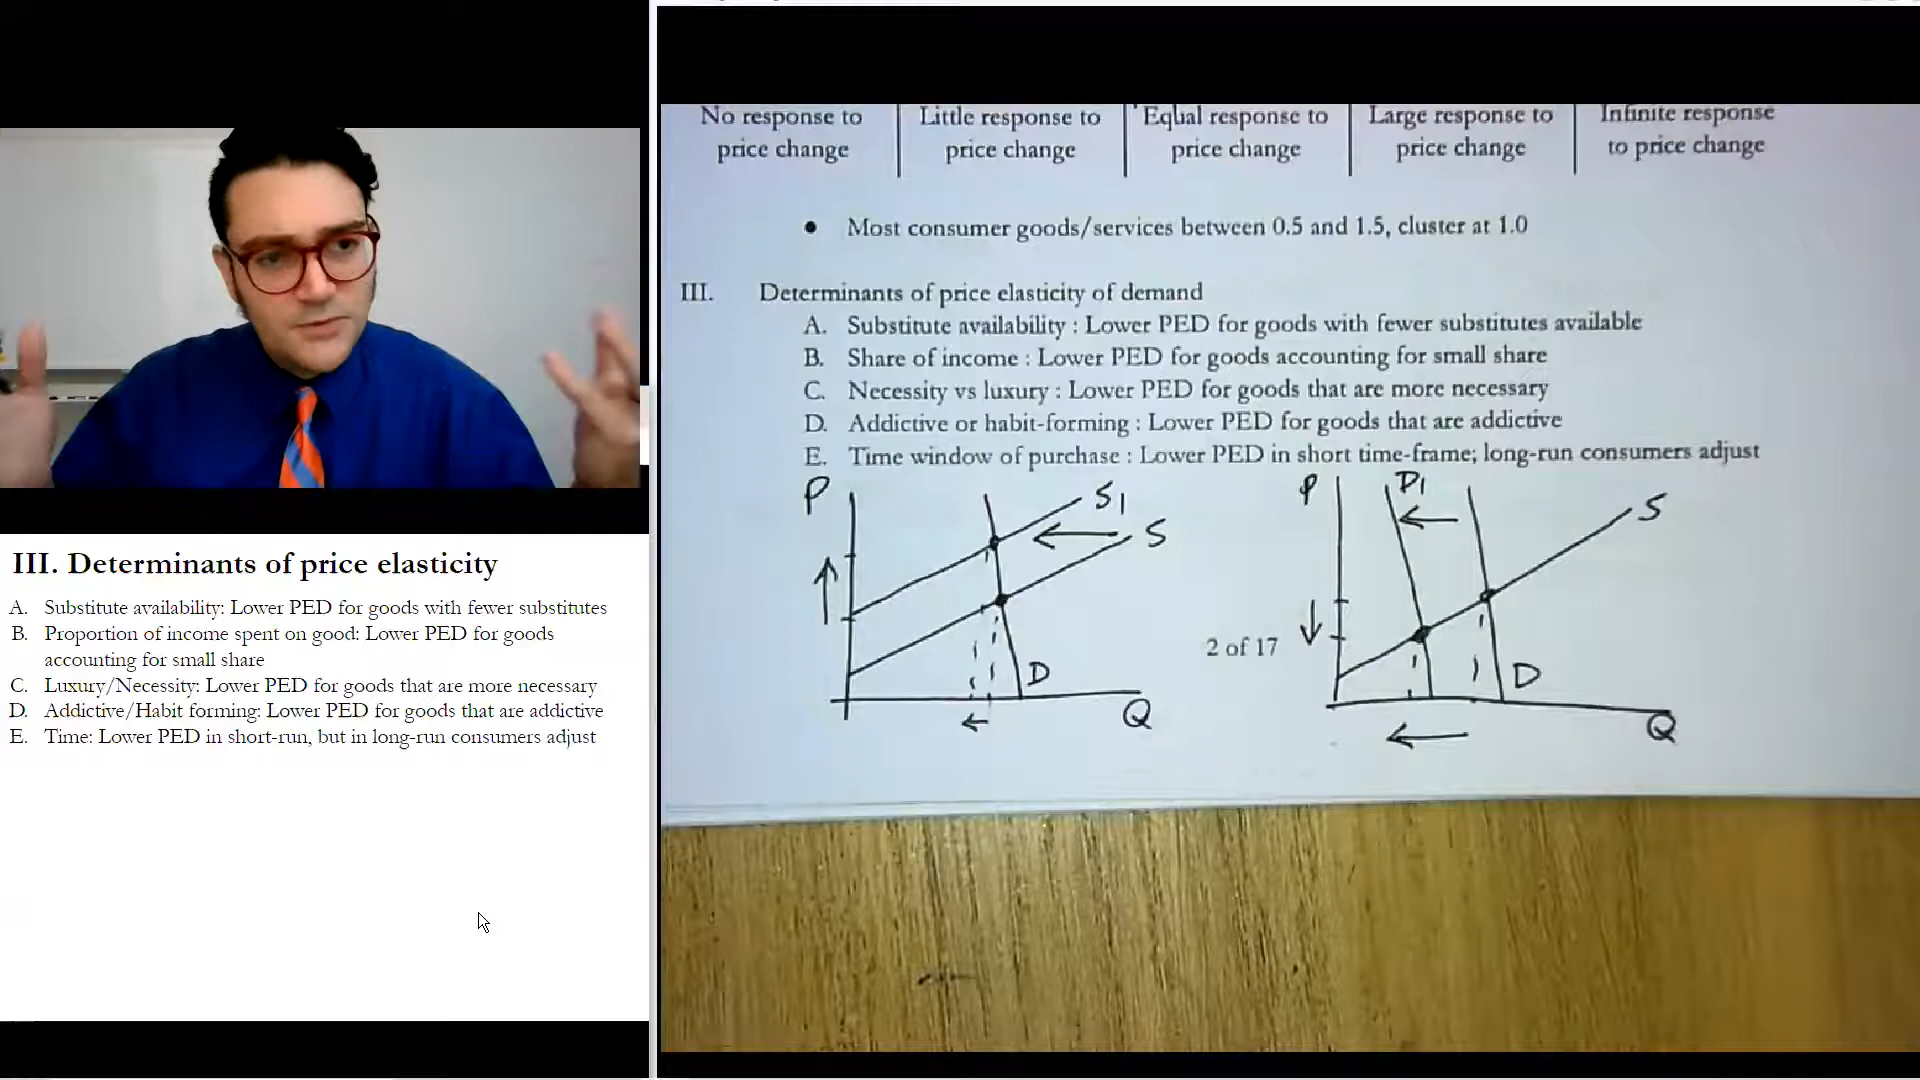 III. Determinants of price elasticity
A. Substitute availability: Lower PED for goods with fewer substitutes
B. Proportion of income spent on good: Lower PED for goods
accounting for small share
C. Luxury/Necessity: Lower PED for goods that are more necessary
D. Addictive/Habit forming: Lower PED for goods that are addictive
E. Time: Lower PED in short-run, but in long-run consumers adjust
No response to price change
Little response to price change
Equal response to price change
Large response to price change
Infinite response to price change
• Most consumer goods/services between 0.5 and 1.5, cluster at 1.0
III. Determinants of price elasticity of demand
A. Substitute availability : Lower PED for goods with fewer substitutes available
B. Share of income : Lower PED for goods accounting for small share
C. Necessity vs luxury : Lower PED for goods that are more necessary
D. Addictive or habit-forming : Lower PED for goods that are addictive
E. Time window of purchase : Lower PED in short time-frame; long-run consumers adjust
P
S1
S
D
Q
2 of 17
P
D1
S
D
Q